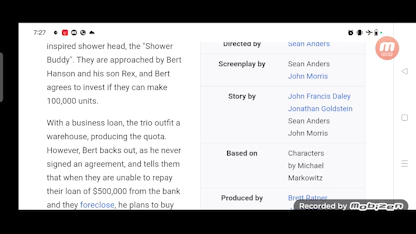 7:27
inspired shower head, the "Shower
Buddy". They are approached by Bert
Hanson and his son Rex, and Bert
agrees to invest if they can make
100,000 units.
With a business loan, the trio outfit a
warehouse, producing the quota.
However, Bert backs out, as he never
signed an agreement, and tells them
that when they are unable to repay
their loan of $500,000 from the bank
and they foreclose, he plans to buy
Directed by Sean Anders
Screenplay by Sean Anders
John Morris
Story by John Francis Daley
Jonathan Goldstein
Sean Anders
John Morris
Based on Characters
by Michael
Markowitz
Produced by Brett Ratner
Recorded by Mobizen